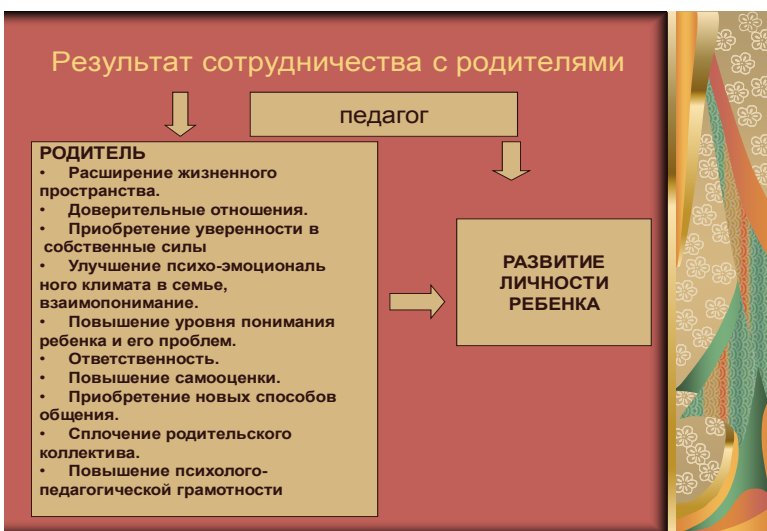 Результат сотрудничества с родителями
педагог
РОДИТЕЛЬ
• Расширение жизненного
пространства.
• Доверительные отношения.
• Приобретение уверенности в
собственные силы
• Улучшение психо-эмоциональ
ного климата в семье,
взаимопонимание.
• Повышение уровня понимания
ребенка и его проблем.
• Ответственность.
• Повышение самооценки.
• Приобретение новых способов
общения.
• Сплочение родительского
коллектива.
• Повышение психолого-
педагогической грамотности
РАЗВИТИЕ
ЛИЧНОСТИ
РЕБЕНКА